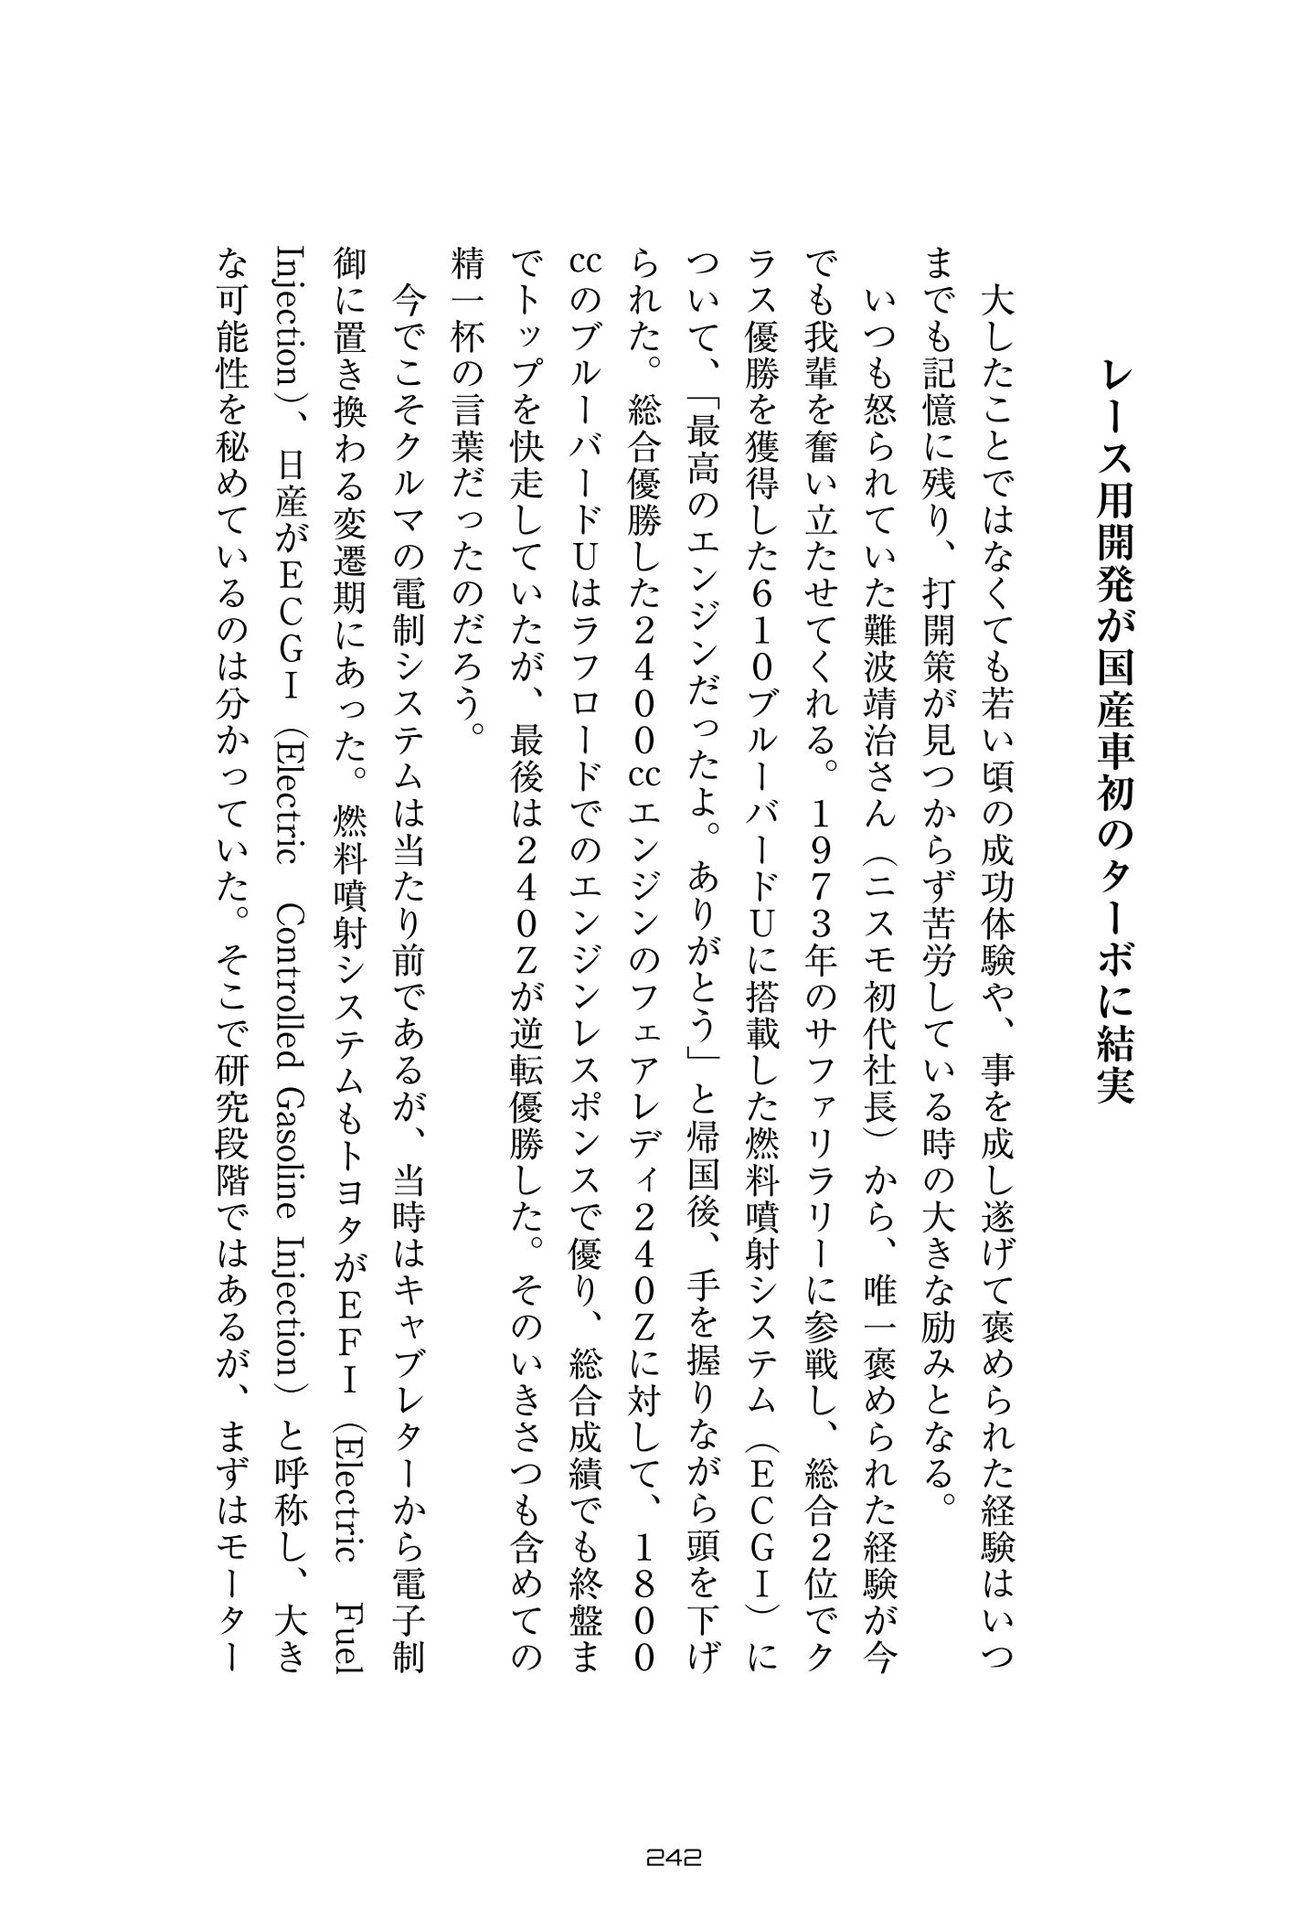 レース用開発が国産車初のターボに結実
　大したことではなくても若い頃の成功体験や、事を成し遂げて褒められた経験はいつ
までも記憶に残り、打開策が見つからず苦労している時の大きな励みとなる。
　いつも怒られていた難波靖治さん（ニスモ初代社長）から、唯一褒められた経験が今
でも我輩を奮い立たせてくれる。１９７３年のサファリラリーに参戦し、総合２位でク
ラス優勝を獲得した６１０ブルーバードＵに搭載した燃料噴射システム（ＥＣＧＩ）に
ついて、「最高のエンジンだったよ。ありがとう」と帰国後、手を握りながら頭を下げ
られた。総合優勝した２４００ccエンジンのフェアレディ２４０Ｚに対して、１８００
ccのブルーバードＵはラフロードでのエンジンレスポンスで優り、総合成績でも終盤ま
でトップを快走していたが、最後は２４０Ｚが逆転優勝した。そのいきさつも含めての
精一杯の言葉だったのだろう。
　今でこそクルマの電制システムは当たり前であるが、当時はキャブレターから電子制
御に置き換わる変遷期にあった。燃料噴射システムもトヨタがＥＦＩ（Electric　Fuel
Injection）、日産がＥＣＧＩ（Electric　Controlled Gasoline Injection）と呼称し、大き
な可能性を秘めているのは分かっていた。そこで研究段階ではあるが、まずはモーター
242